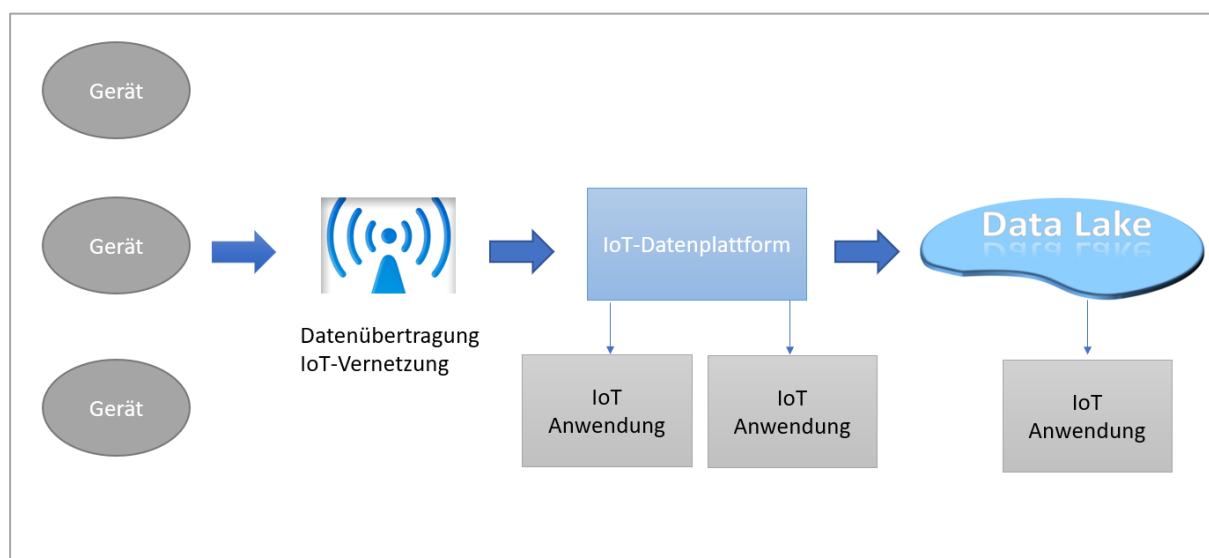 Gerät
Gerät
Gerät
Datenübertragung
IoT-Vernetzung
IoT-Datenplattform
Data Lake
IoT
Anwendung
IoT
Anwendung
IoT
Anwendung